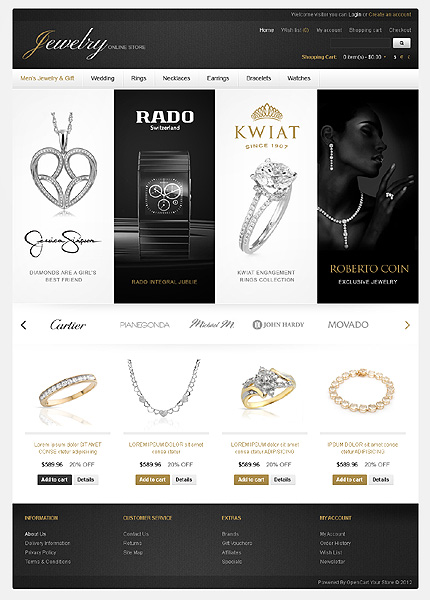 Welcome visitor you can Login or Create an account
Jewelry ONLINE STORE
Home Wish list (0) My account Shopping cart Checkout
Shopping Cart: 0 item(s) - $0.00
$ € £
Men's Jewelry & Gift Wedding Rings Necklaces Earrings Bracelets Watches
Jessica Simpson
DIAMONDS ARE A GIRL'S
BEST FRIEND
RADO
Switzerland
RADO INTEGRAL JUBILE
KWIAT
SINCE 1907
KWIAT ENGAGEMENT
RINGS COLLECTION
ROBERTO COIN
EXCLUSIVE JEWELRY
Cartier PIANEGONDA Michael M. JOHN HARDY MOVADO
Lorem ipsum dolor SIT AMET
CONSE ctetur adipisicing
$589.96 20% OFF
Add to cart Details
LOREM IPSUM DOLOR sit amet
conse ctetur adipisicing
$589.96 20% OFF
Add to cart Details
LOREM IPSUM dolor sit amet
conse ctetur ADIPISICING
$589.96 20% OFF
Add to cart Details
IPSUM DOLOR sit amet conse
ctetur adipisicing
$589.96 20% OFF
Add to cart Details
INFORMATION
About Us
Delivery Information
Privacy Policy
Terms & Conditions
CUSTOMER SERVICE
Contact Us
Returns
Site Map
EXTRAS
Brands
Gift Vouchers
Affiliates
Specials
MY ACCOUNT
My Account
Order History
Wish List
Newsletter
Powered By OpenCart Your Store © 2012